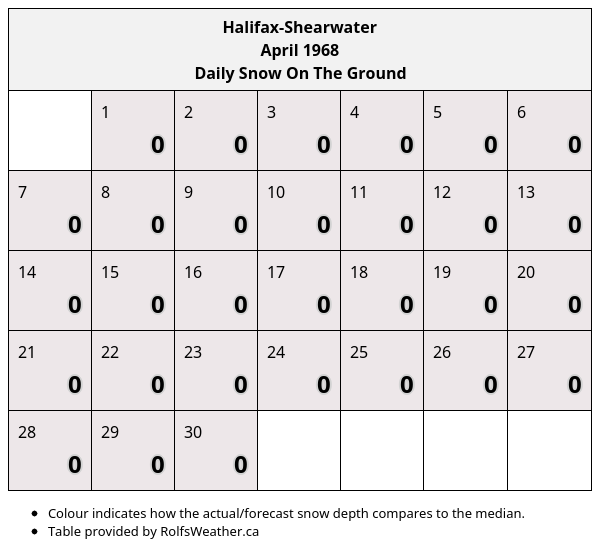 Halifax-Shearwater
April 1968
Daily Snow On The Ground
1 2 3 4 5 6
0 0 0 0 0 0
7 8 9 10 11 12 13
0 0 0 0 0 0 0
14 15 16 17 18 19 20
0 0 0 0 0 0 0
21 22 23 24 25 26 27
0 0 0 0 0 0 0
28 29 30
0 0 0
• Colour indicates how the actual/forecast snow depth compares to the median.
• Table provided by RolfsWeather.ca